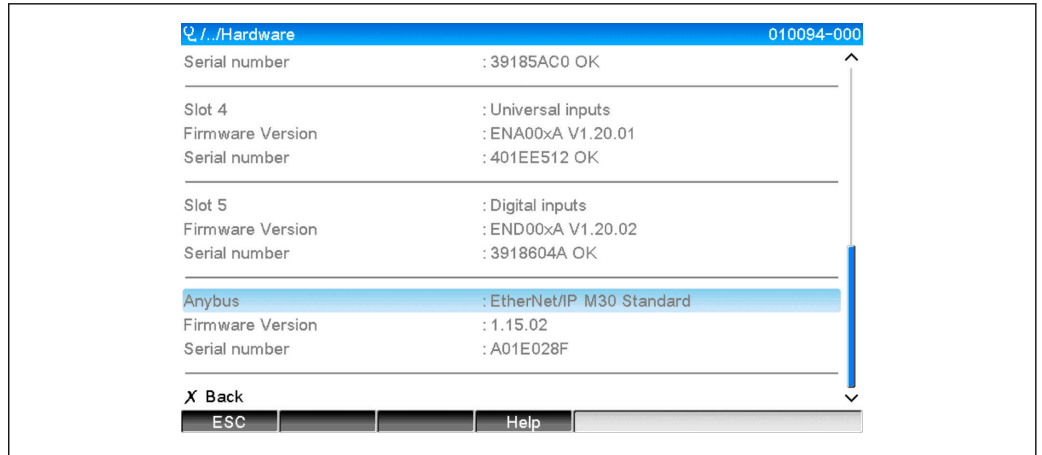 /../Hardware 010094-000
Serial number : 39185AC0 OK
Slot 4 : Universal inputs
Firmware Version : ENA00xA V1.20.01
Serial number : 401EE512 OK
Slot 5 : Digital inputs
Firmware Version : END00xA V1.20.02
Serial number : 3918604A OK
Anybus : EtherNet/IP M30 Standard
Firmware Version : 1.15.02
Serial number : A01E028F
X Back
ESC Help